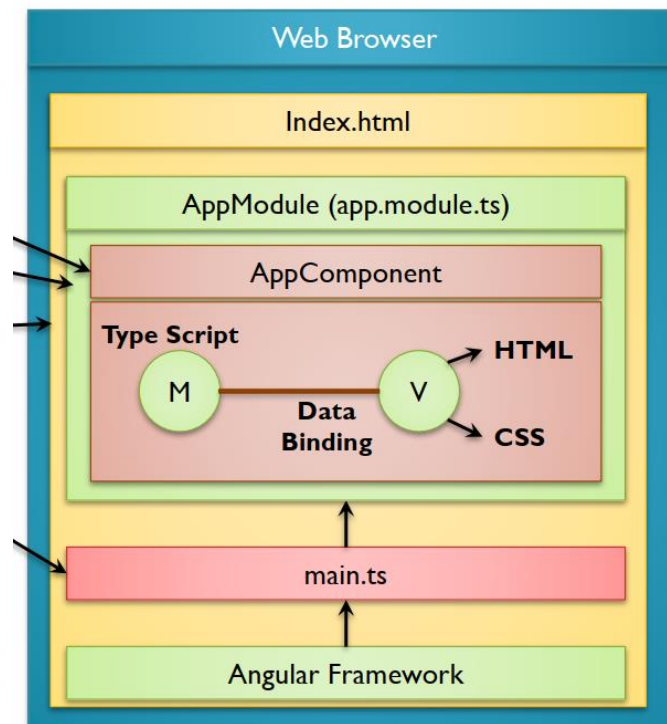 Web Browser
Index.html
AppModule (app.module.ts)
AppComponent
Type Script
M
V
HTML
Data
Binding
CSS
main.ts
Angular Framework